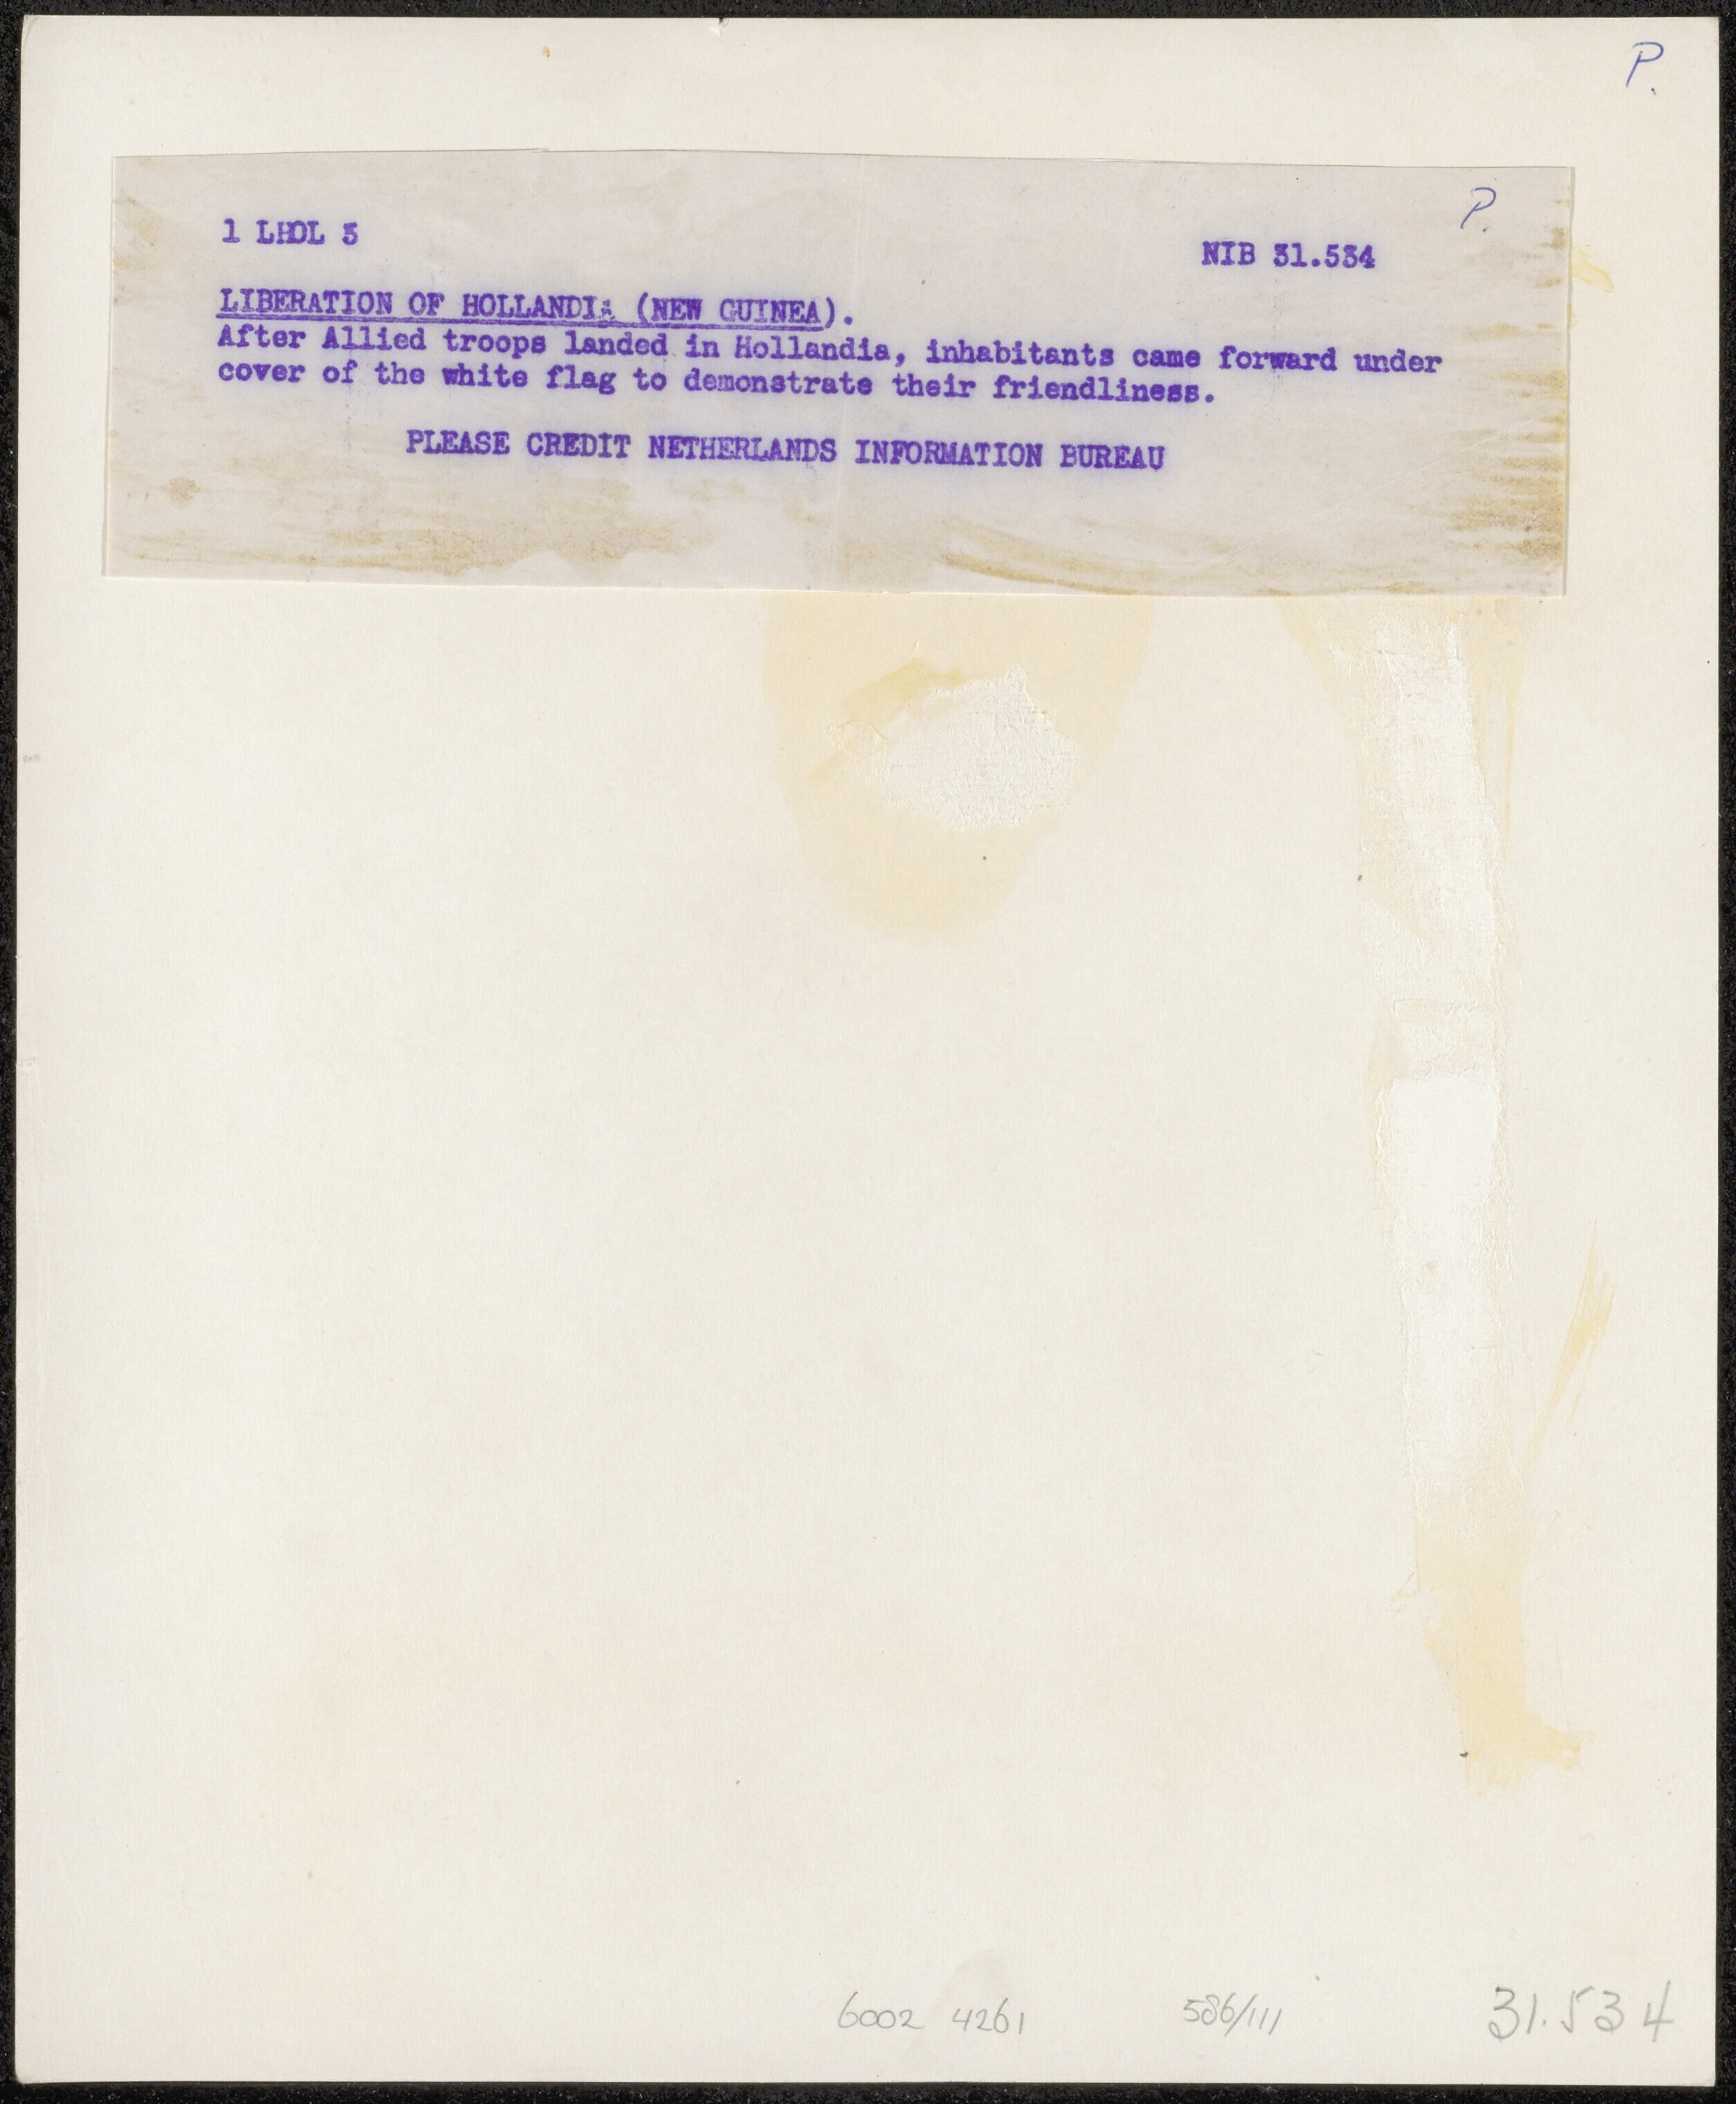 P.
P.
1 LHOL 3
NIB 31.534
LIBERATION OF HOLLANDIA (NEW GUINEA).
After Allied troops landed in Hollandia, inhabitants came forward under
cover of the white flag to demonstrate their friendliness.
PLEASE CREDIT NETHERLANDS INFORMATION BUREAU
6002 4261 586/111 31.534